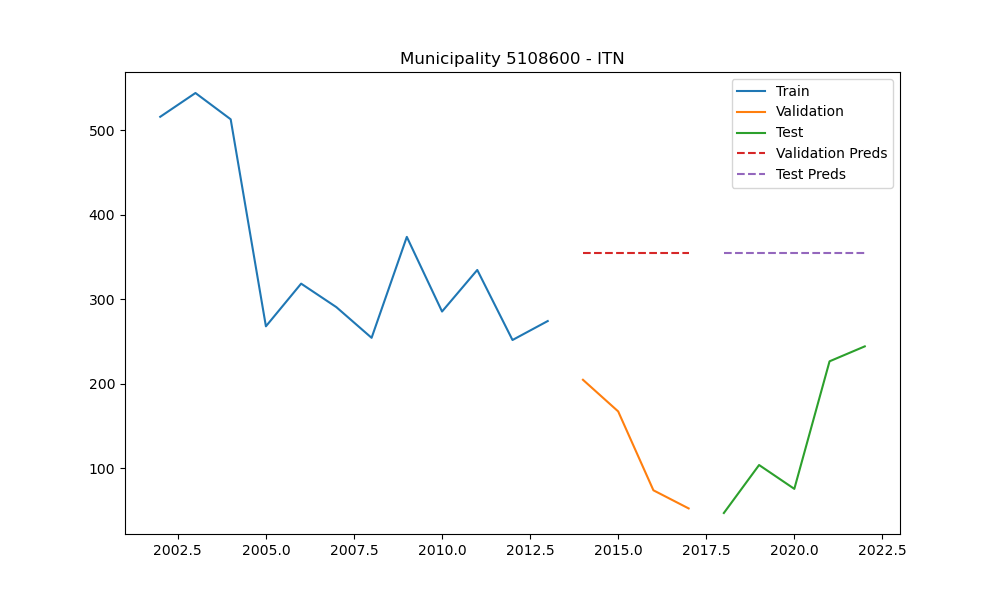 Municipality 5108600 - ITN
Train
Validation
Test
Validation Preds
Test Preds
500
400
300
200
100
2002.5 2005.0 2007.5 2010.0 2012.5 2015.0 2017.5 2020.0 2022.5